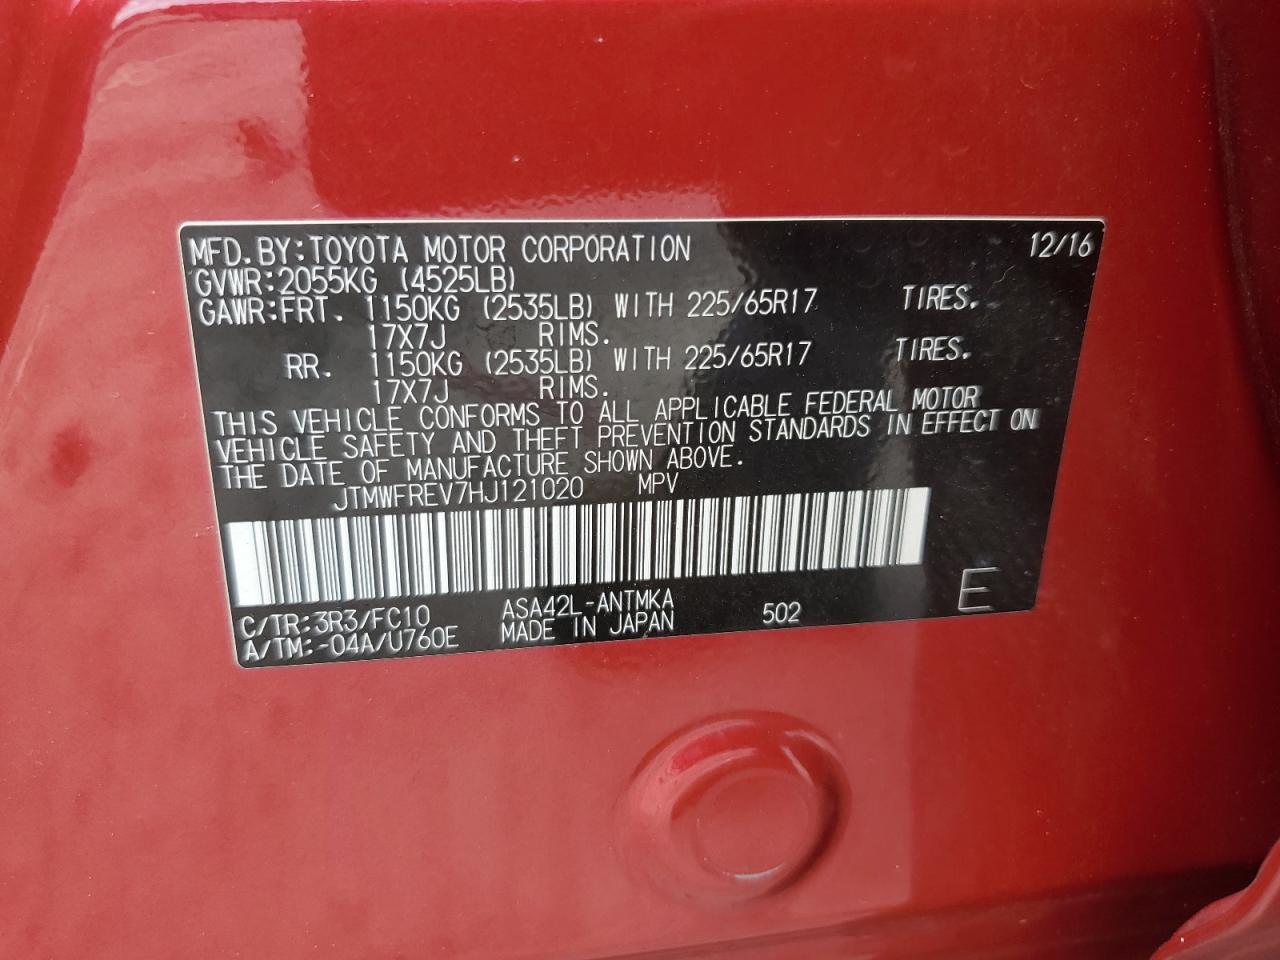 MFD.BY:TOYOTA MOTOR CORPORATION 12/16
GVWR:2055KG (4525LB)
GAWR:FRT. 1150KG (2535LB) WITH 225/65R17 TIRES.
17X7J RIMS.
RR. 1150KG (2535LB) WITH 225/65R17 TIRES.
17X7J RIMS.
THIS VEHICLE CONFORMS TO ALL APPLICABLE FEDERAL MOTOR
VEHICLE SAFETY AND THEFT PREVENTION STANDARDS IN EFFECT ON
THE DATE OF MANUFACTURE SHOWN ABOVE.
JTMWFREV7HJ121020 MPV
C/TR:3R3/FC10 ASA42L-ANTMKA 502 E
A/TM:-04A/U760E MADE IN JAPAN